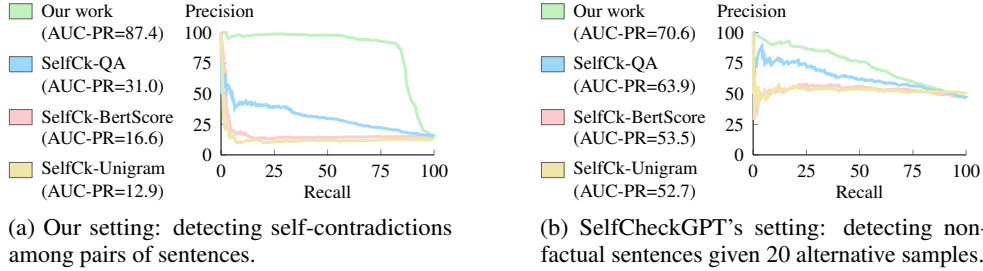 Our work
(AUC-PR=87.4)
SelfCk-QA
(AUC-PR=31.0)
SelfCk-BertScore
(AUC-PR=16.6)
SelfCk-Unigram
(AUC-PR=12.9)
Precision
100
75
50
25
0
0 25 50 75 100
Recall
(a) Our setting: detecting self-contradictions
among pairs of sentences.
Our work
(AUC-PR=70.6)
SelfCk-QA
(AUC-PR=63.9)
SelfCk-BertScore
(AUC-PR=53.5)
SelfCk-Unigram
(AUC-PR=52.7)
Precision
100
75
50
25
0
0 25 50 75 100
Recall
(b) SelfCheckGPT's setting: detecting non-
factual sentences given 20 alternative samples.